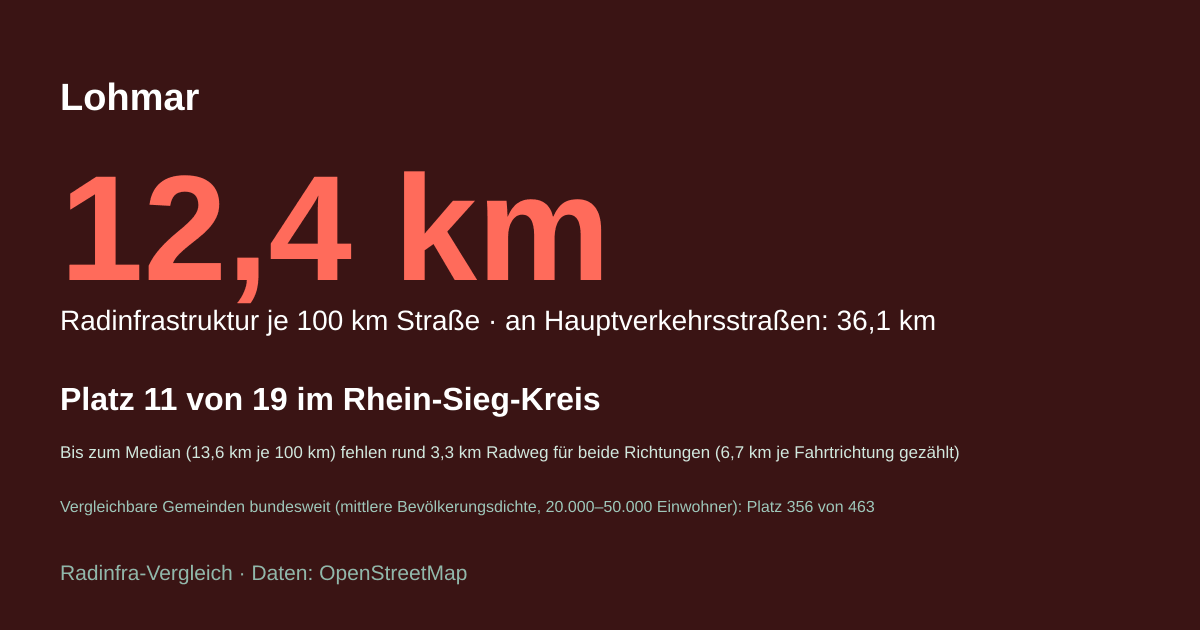 Lohmar
12,4 km
Radinfrastruktur je 100 km Straße · an Hauptverkehrsstraßen: 36,1 km
Platz 11 von 19 im Rhein-Sieg-Kreis
Bis zum Median (13,6 km je 100 km) fehlen rund 3,3 km Radweg für beide Richtungen (6,7 km je Fahrtrichtung gezählt)
Vergleichbare Gemeinden bundesweit (mittlere Bevölkerungsdichte, 20.000–50.000 Einwohner): Platz 356 von 463
Radinfra-Vergleich · Daten: OpenStreetMap